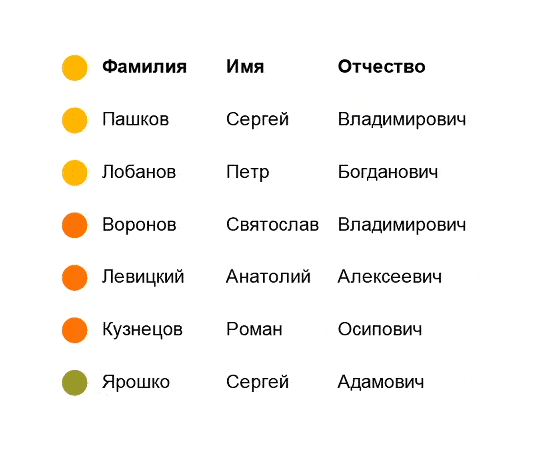 Фамилия Имя Отчество
Пашков Сергей Владимирович
Лобанов Петр Богданович
Воронов Святослав Владимирович
Левицкий Анатолий Алексеевич
Кузнецов Роман Осипович
Ярошко Сергей Адамович